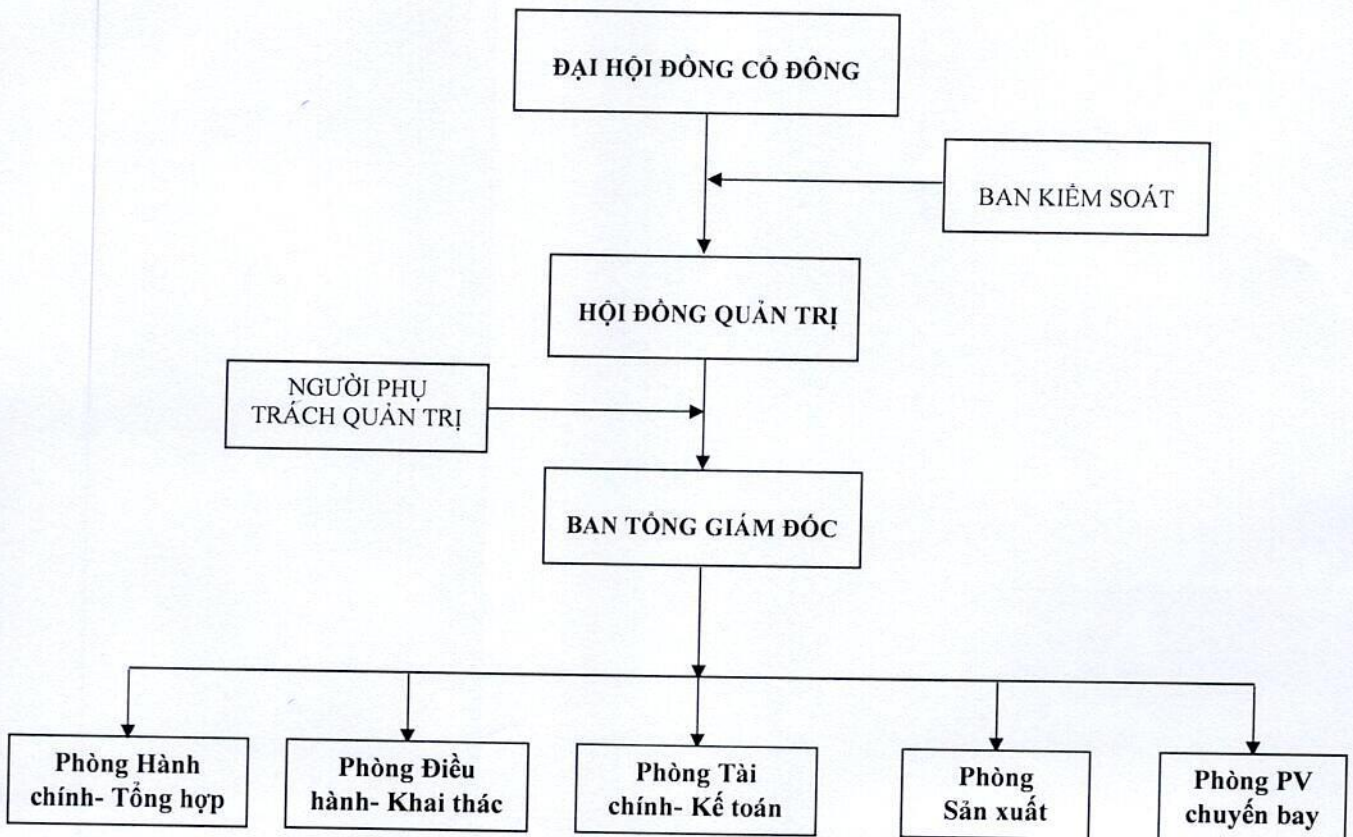 ĐẠI HỘI ĐỒNG CỔ ĐÔNG
BAN KIỂM SOÁT
HỘI ĐỒNG QUẢN TRỊ
NGƯỜI PHỤ
TRÁCH QUẢN TRỊ
BAN TỔNG GIÁM ĐỐC
Phòng Hành
chính- Tổng hợp
Phòng Điều
hành- Khai thác
Phòng Tài
chính- Kế toán
Phòng
Sản xuất
Phòng PV
chuyến bay